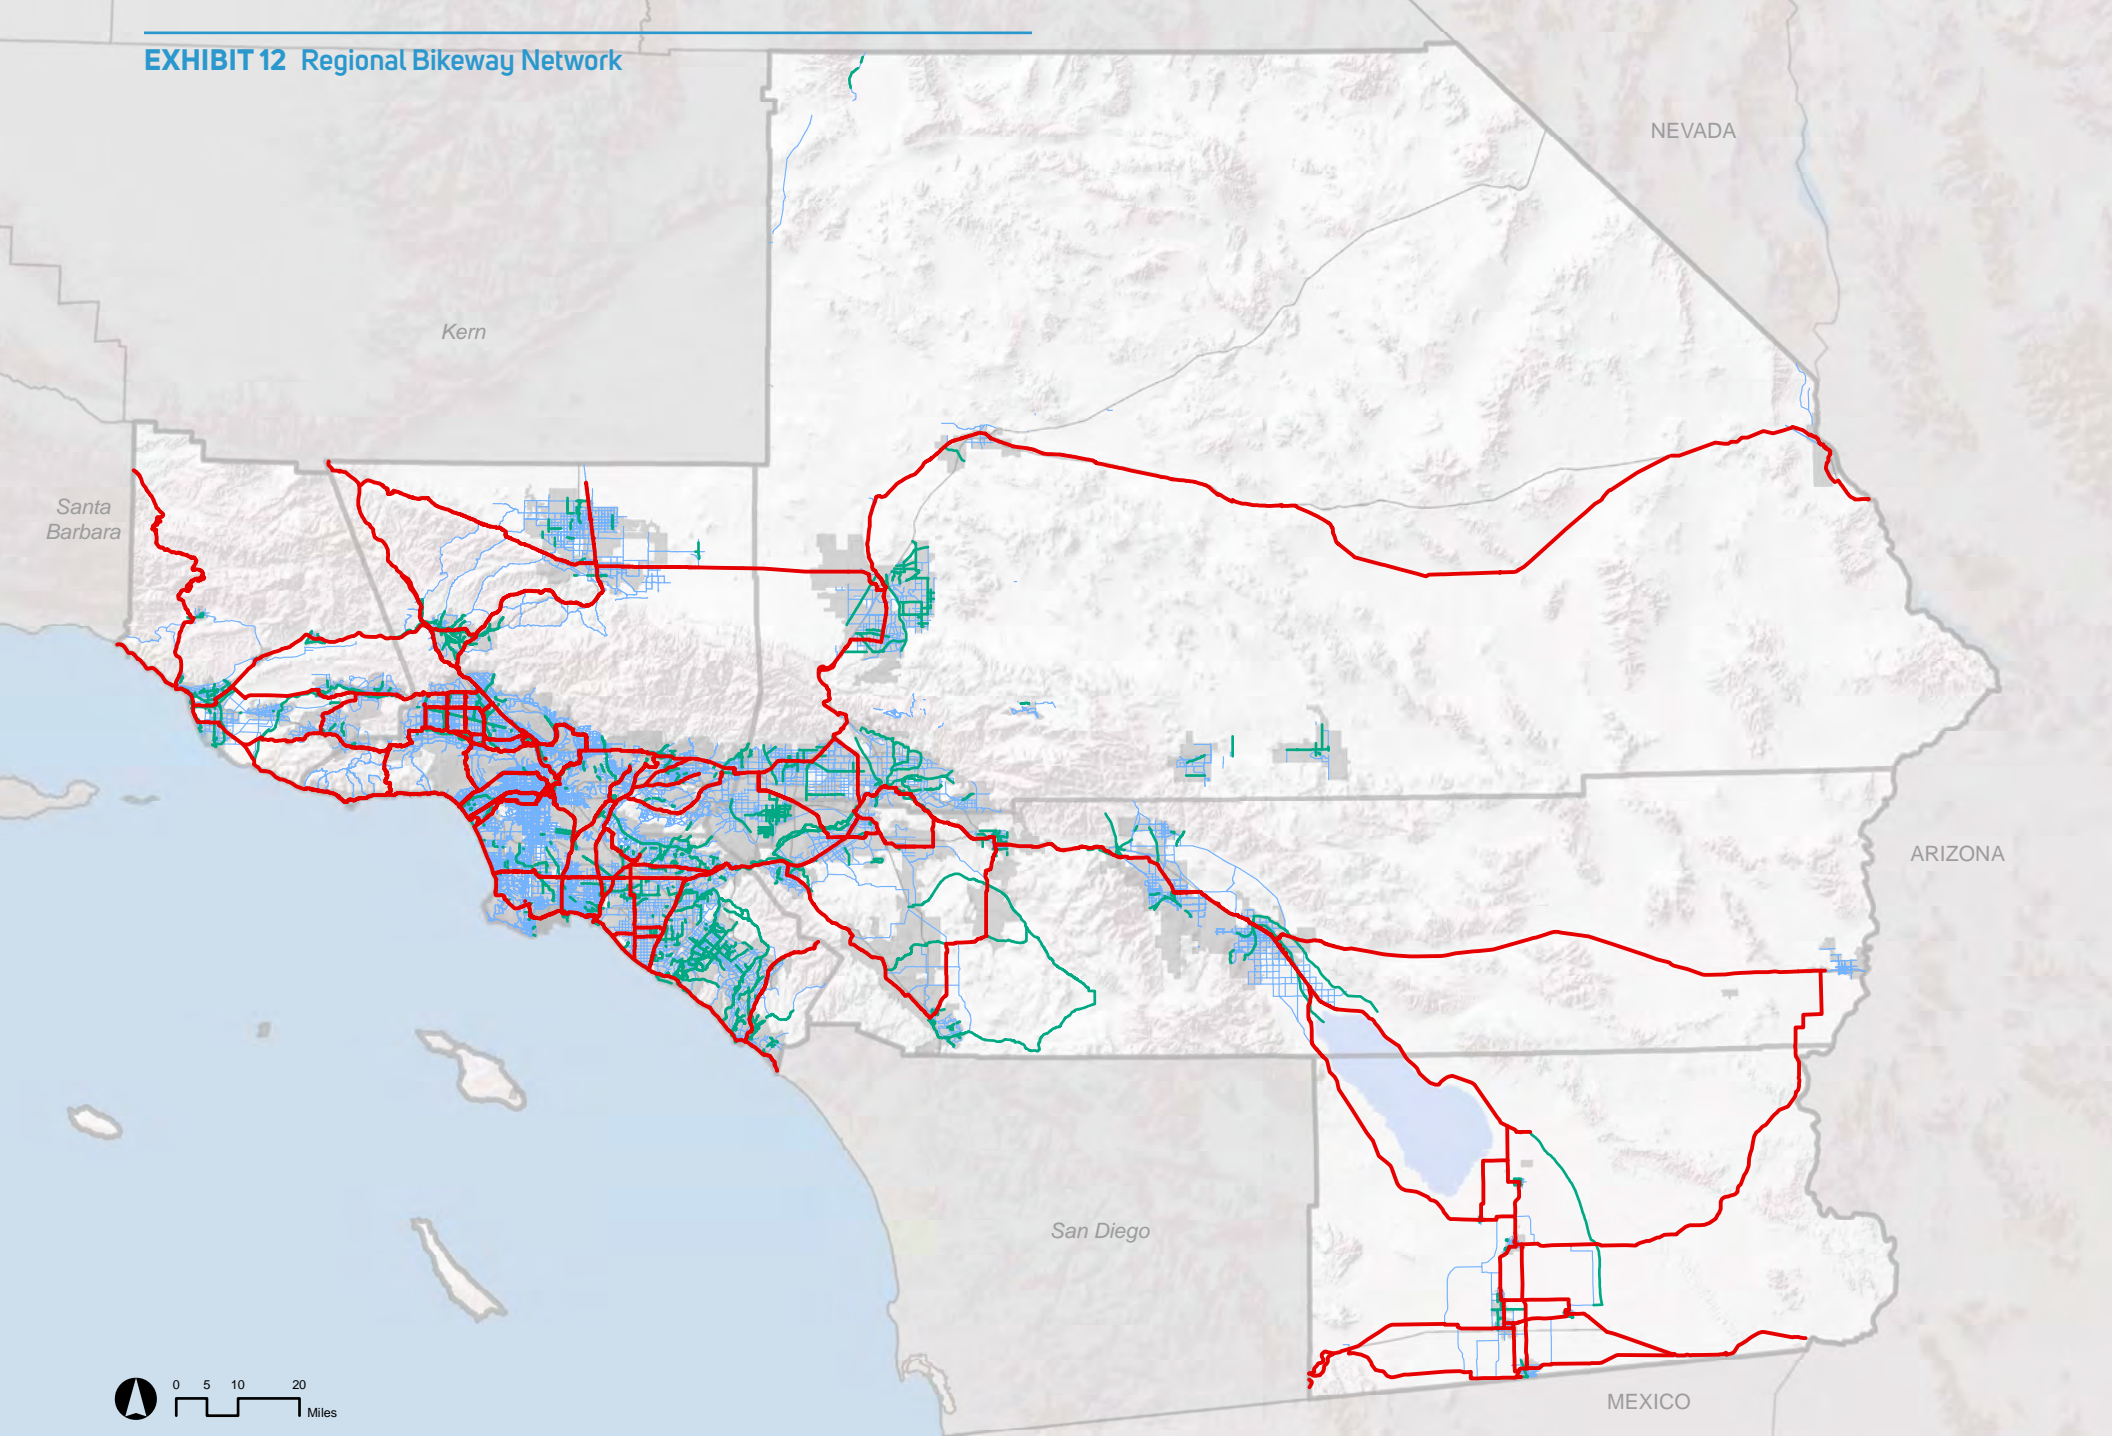 EXHIBIT 12 Regional Bikeway Network
NEVADA
Kern
Santa
Barbara
ARIZONA
San Diego
0 5 10 20
Miles
MEXICO